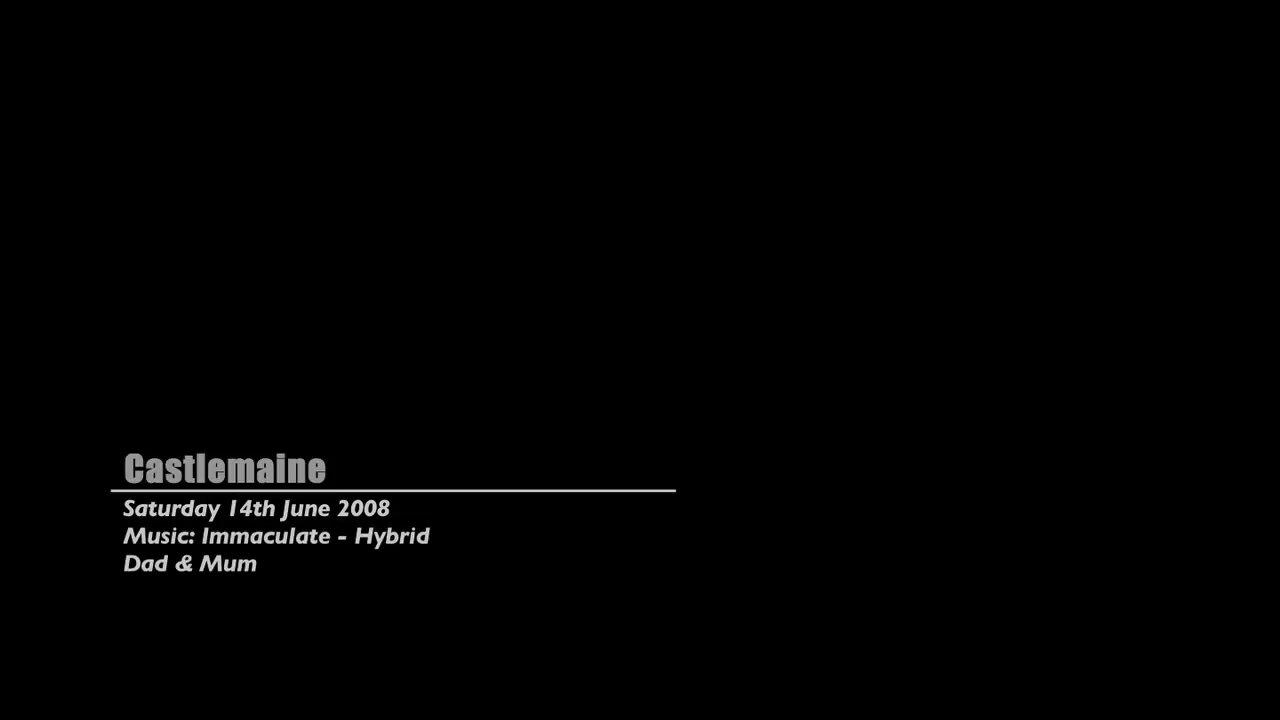 Castlemaine
Saturday 14th June 2008
Music: Immaculate - Hybrid
Dad & Mum